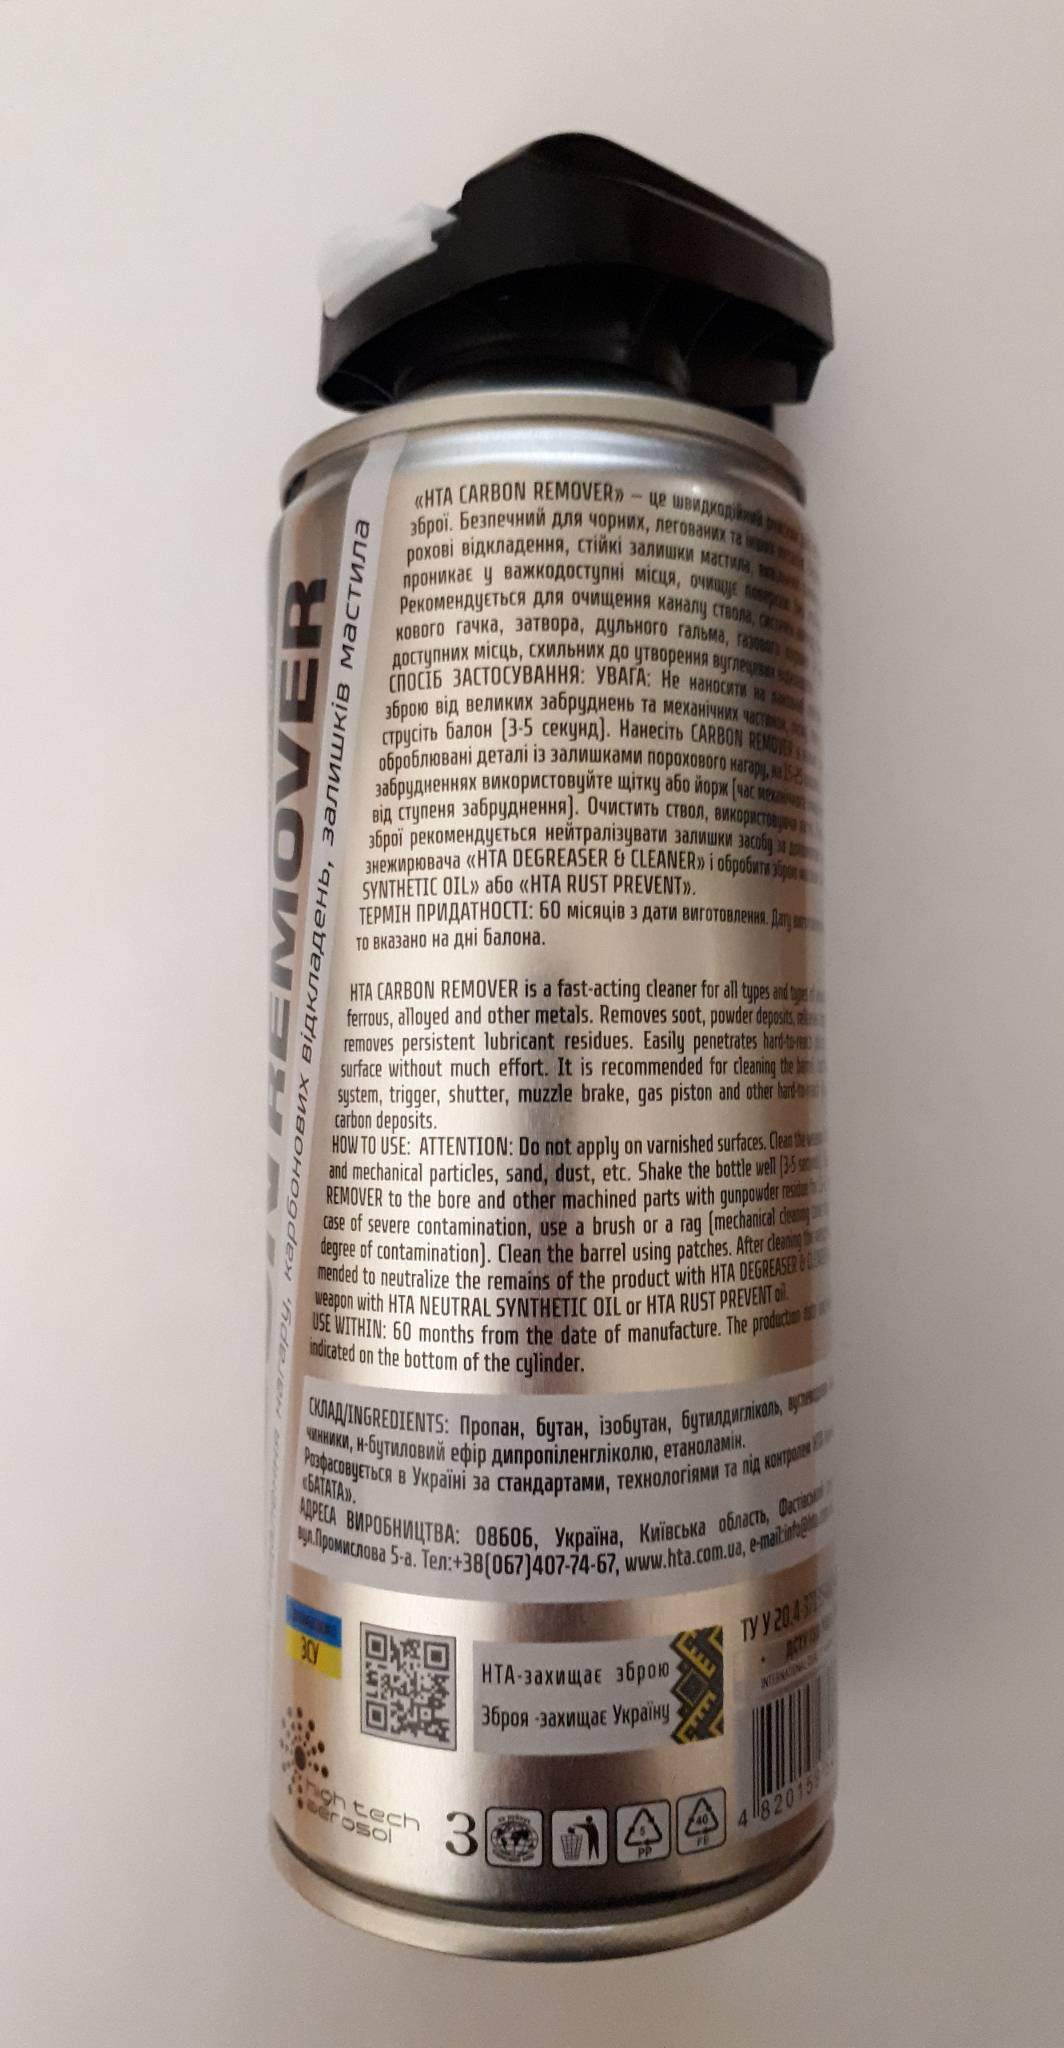 REMOVER
нагару, карбонових відкладень, залишків мастила
«HTA CARBON REMOVER» – це швидкодійний
зброї. Безпечний для чорних, легованих та
рохові відкладення, стійкі залишки мастила,
проникає у важкодоступні місця, очищує
Рекомендується для очищення каналу ствола,
кового гачка, затвора, дульного гальма, газового
доступних місць, схильних до утворення вуглецевих
СПОСІБ ЗАСТОСУВАННЯ: УВАГА: Не наносити на
зброю від великих забруднень та механічних
струсіть балон (3-5 секунд). Нанесіть CARBON REMOVER
оброблювані деталі із залишками порохового нагару, на 15-25
забрудненнях використовуйте щітку або йорж (час
від ступеня забруднення). Очистить ствол,
зброї рекомендується нейтралізувати залишки засобу за
знежирювача «HTA DEGREASER & CLEANER» і обробити
SYNTHETIC OIL» або «HTA RUST PREVENT».
ТЕРМІН ПРИДАТНОСТІ: 60 місяців з дати виготовлення. Дату
то вказано на дні балона.
HTA CARBON REMOVER is a fast-acting cleaner for all types and types
ferrous, alloyed and other metals. Removes soot, powder deposits,
removes persistent lubricant residues. Easily penetrates hard-to-reach
surface without much effort. It is recommended for cleaning the
system, trigger, shutter, muzzle brake, gas piston and other
carbon deposits.
HOW TO USE: ATTENTION: Do not apply on varnished surfaces. Clean the
and mechanical particles, sand, dust, etc. Shake the bottle well (3-5
REMOVER to the bore and other machined parts with gunpowder
case of severe contamination, use a brush or a rag (mechanical cleaning
degree of contamination). Clean the barrel using patches. After cleaning the
mended to neutralize the remains of the product with HTA DEGREASER &
weapon with HTA NEUTRAL SYNTHETIC OIL or HTA RUST PREVENT oil.
USE WITHIN: 60 months from the date of manufacture. The production
indicated on the bottom of the cylinder.
СКЛАД/INGREDIENTS: Пропан, бутан, ізобутан, бутилдигліколь,
чинники, н-бутиловий ефір дипропіленгліколю, етаноламін.
Розфасовується в Україні за стандартами, технологіями та під контролем
«БАТАТА».
АДРЕСА ВИРОБНИЦТВА: 08606, Україна, Київська область, Фастівський
вул.Промислова 5-а. Тел:+38(067)407-74-67, www.hta.com.ua, e-mail:
ЗСУ
НТА-захищає зброю
Зброя -захищає Україну
ТУ У 20.4
high tech
aerosol
3
5
PP
40
FE
4 820159